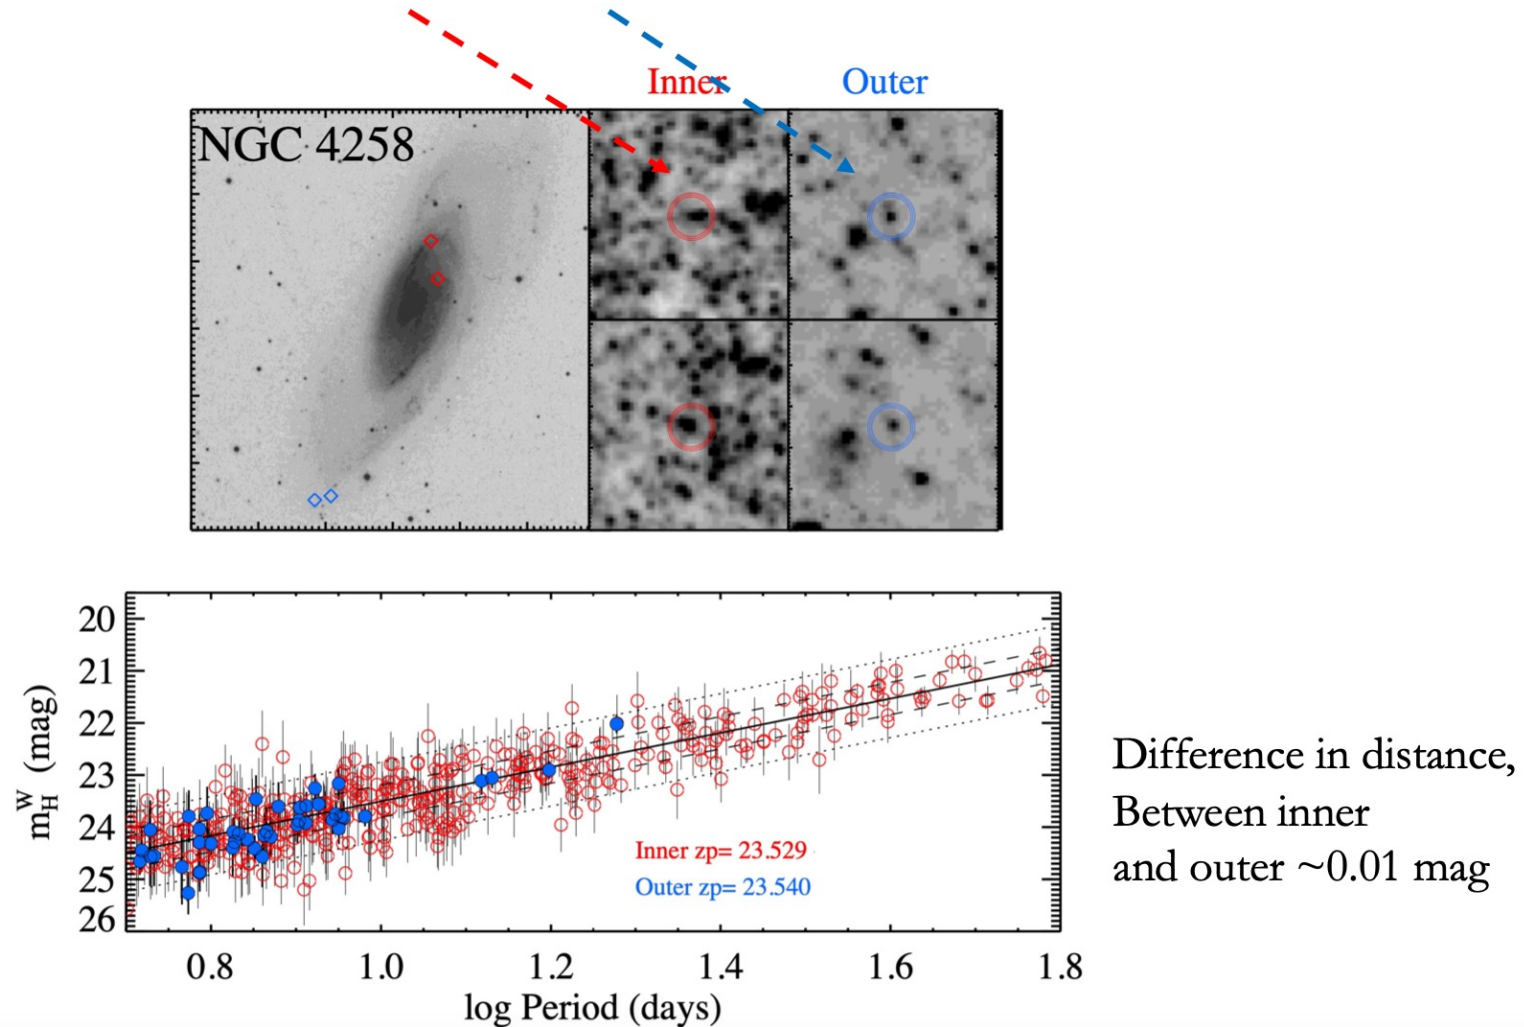 Inner
Outer
NGC 4258
20
21
22
23
24
25
26
m_H^W (mag)
Inner zp= 23.529
Outer zp= 23.540
0.8 1.0 1.2 1.4 1.6 1.8
log Period (days)
Difference in distance,
Between inner
and outer ~0.01 mag